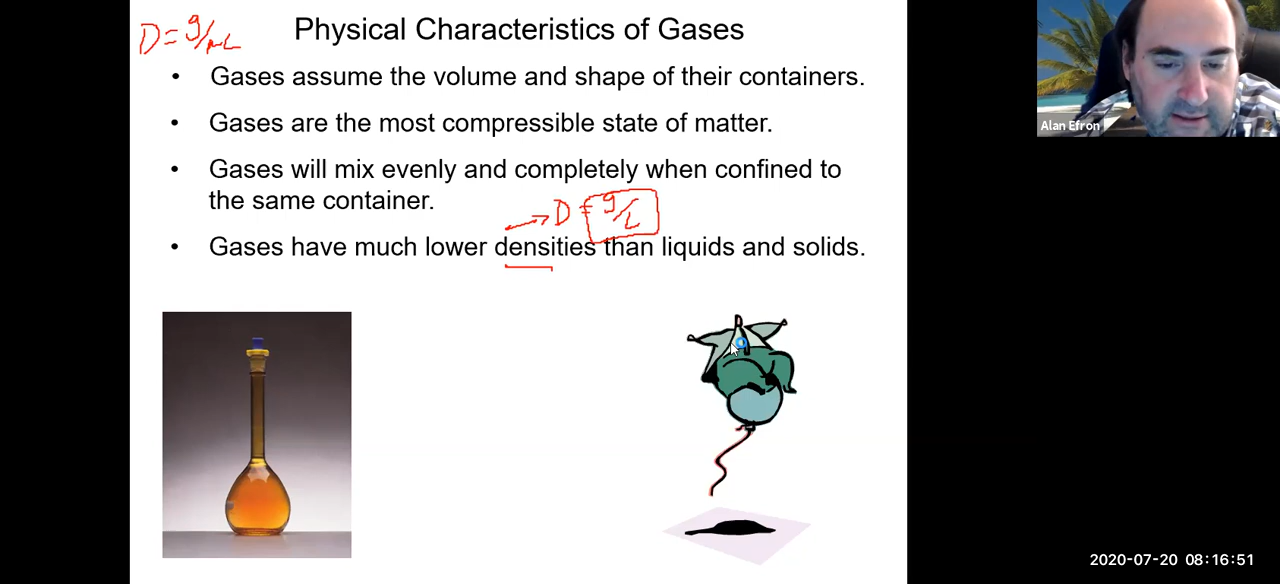 D = g/mL
Physical Characteristics of Gases
• Gases assume the volume and shape of their containers.
• Gases are the most compressible state of matter.
• Gases will mix evenly and completely when confined to
the same container.
D = g/L
• Gases have much lower densities than liquids and solids.
Alan Efron
2020-07-20 08:16:51